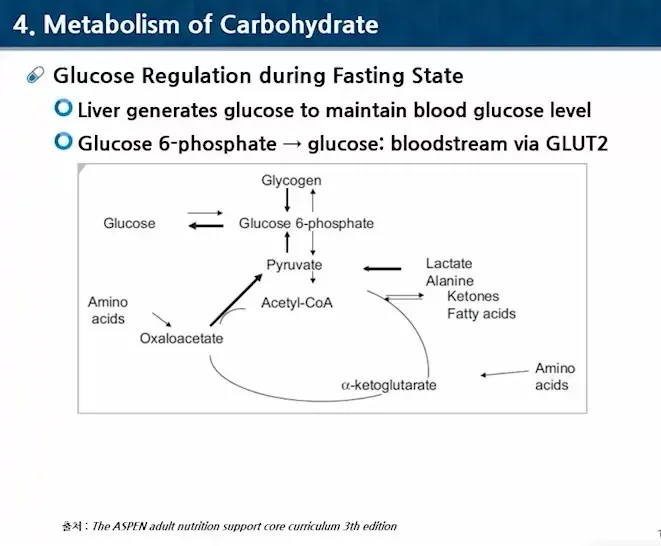 4. Metabolism of Carbohydrate
Glucose Regulation during Fasting State
Liver generates glucose to maintain blood glucose level
Glucose 6-phosphate → glucose: bloodstream via GLUT2
Glycogen
Glucose
Glucose 6-phosphate
Pyruvate
Lactate
Alanine
Ketones
Fatty acids
Acetyl-CoA
Amino
acids
Oxaloacetate
α-ketoglutarate
Amino
acids
출처 : The ASPEN adult nutrition support core curriculum 3th edition